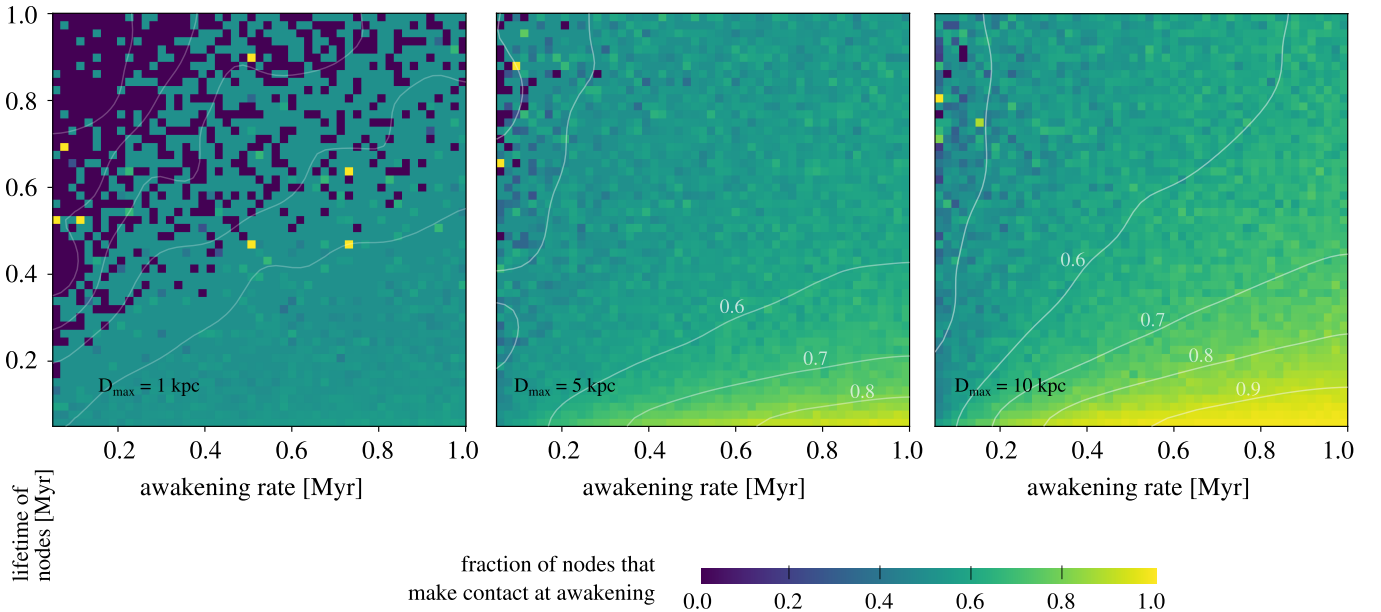 1.0
0.8
0.6
0.4
0.2
D_max = 1 kpc
0.2 0.4 0.6 0.8 1.0
awakening rate [Myr]
0.6
0.7
0.8
D_max = 5 kpc
0.2 0.4 0.6 0.8 1.0
awakening rate [Myr]
0.6
0.7
0.8
0.9
D_max = 10 kpc
0.2 0.4 0.6 0.8 1.0
awakening rate [Myr]
lifetime of
nodes [Myr]
fraction of nodes that
make contact at awakening
0.0 0.2 0.4 0.6 0.8 1.0